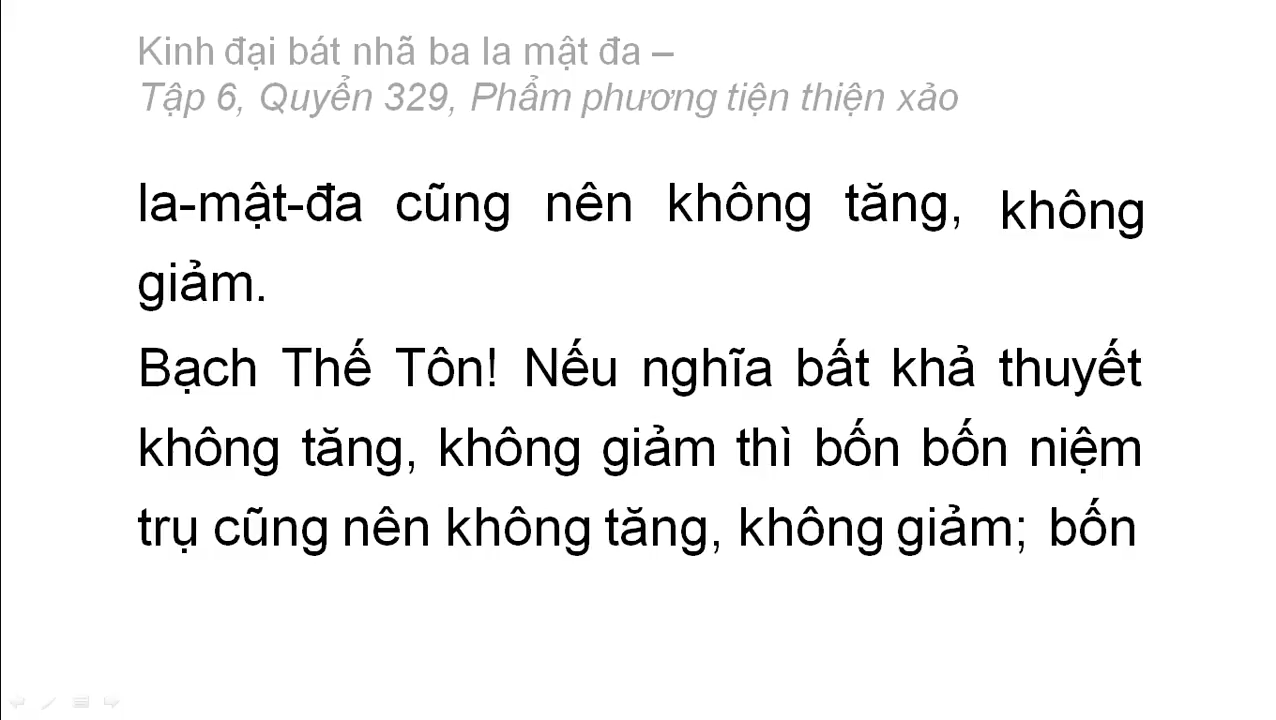 Kinh đại bát nhã ba la mật đa –
Tập 6, Quyển 329, Phẩm phương tiện thiện xảo
la-mật-đa cũng nên không tăng, không
giảm.
Bạch Thế Tôn! Nếu nghĩa bất khả thuyết
không tăng, không giảm thì bốn bốn niệm
trụ cũng nên không tăng, không giảm; bốn